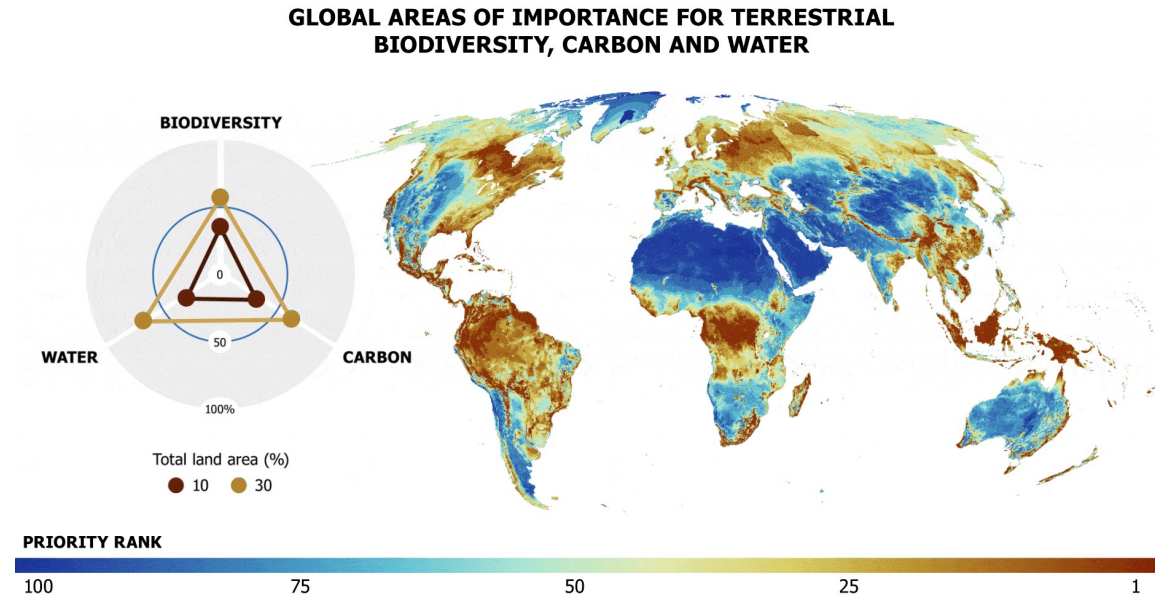 GLOBAL AREAS OF IMPORTANCE FOR TERRESTRIAL
BIODIVERSITY, CARBON AND WATER
BIODIVERSITY
0
50
WATER
CARBON
100%
Total land area (%)
10
30
PRIORITY RANK
100
75
50
25
1